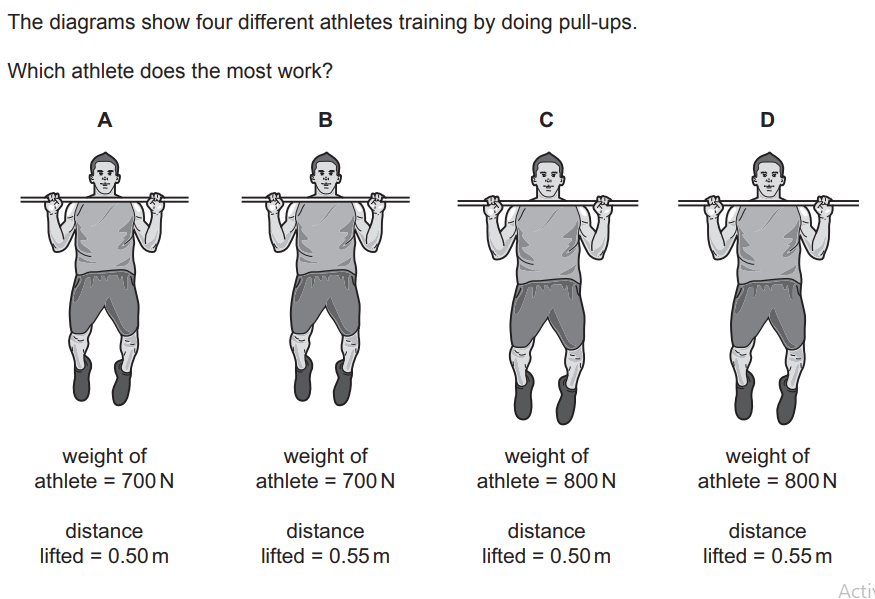 The diagrams show four different athletes training by doing pull-ups.
Which athlete does the most work?
A
B
C
D
weight of
athlete = 700 N
weight of
athlete = 700 N
weight of
athlete = 800 N
weight of
athlete = 800 N
distance
lifted = 0.50 m
distance
lifted = 0.55 m
distance
lifted = 0.50 m
distance
lifted = 0.55 m